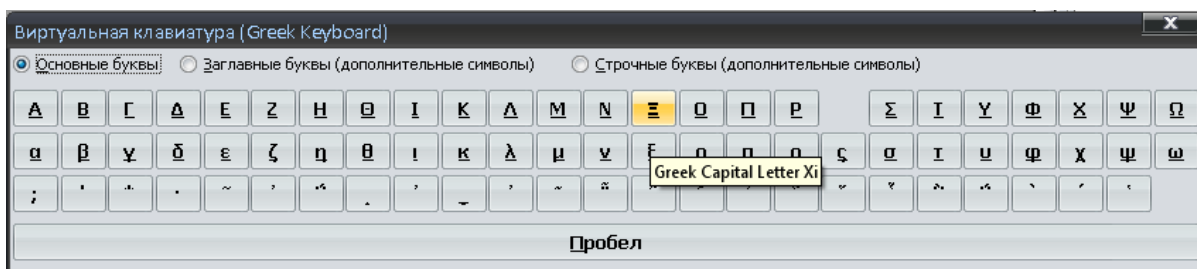 Виртуальная клавиатура (Greek Keyboard)
Основные буквы Заглавные буквы (дополнительные символы) Строчные буквы (дополнительные символы)
Α Β Γ Δ Ε Ζ Η Θ Ι Κ Λ Μ Ν Ξ Ο Π Ρ Σ Τ Υ Φ Χ Ψ Ω
α β γ δ ε ζ η θ ι κ λ μ ν ξ ς σ τ υ φ χ ψ ω
Greek Capital Letter Xi
;
Пробел